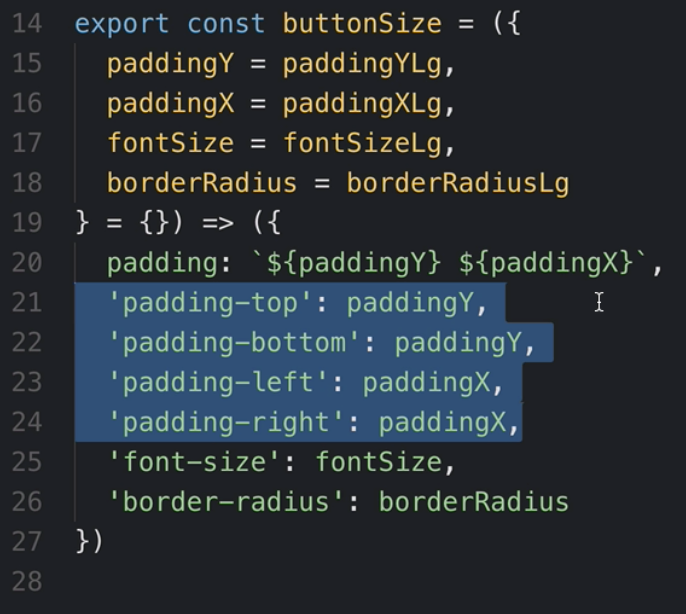 14 export const buttonSize = ({
15   paddingY = paddingYLg,
16   paddingX = paddingXLg,
17   fontSize = fontSizeLg,
18   borderRadius = borderRadiusLg
19 } = {}) => ({
20   padding: `${paddingY} ${paddingX}`,
21   'padding-top': paddingY,
22   'padding-bottom': paddingY,
23   'padding-left': paddingX,
24   'padding-right': paddingX,
25   'font-size': fontSize,
26   'border-radius': borderRadius
27 })
28